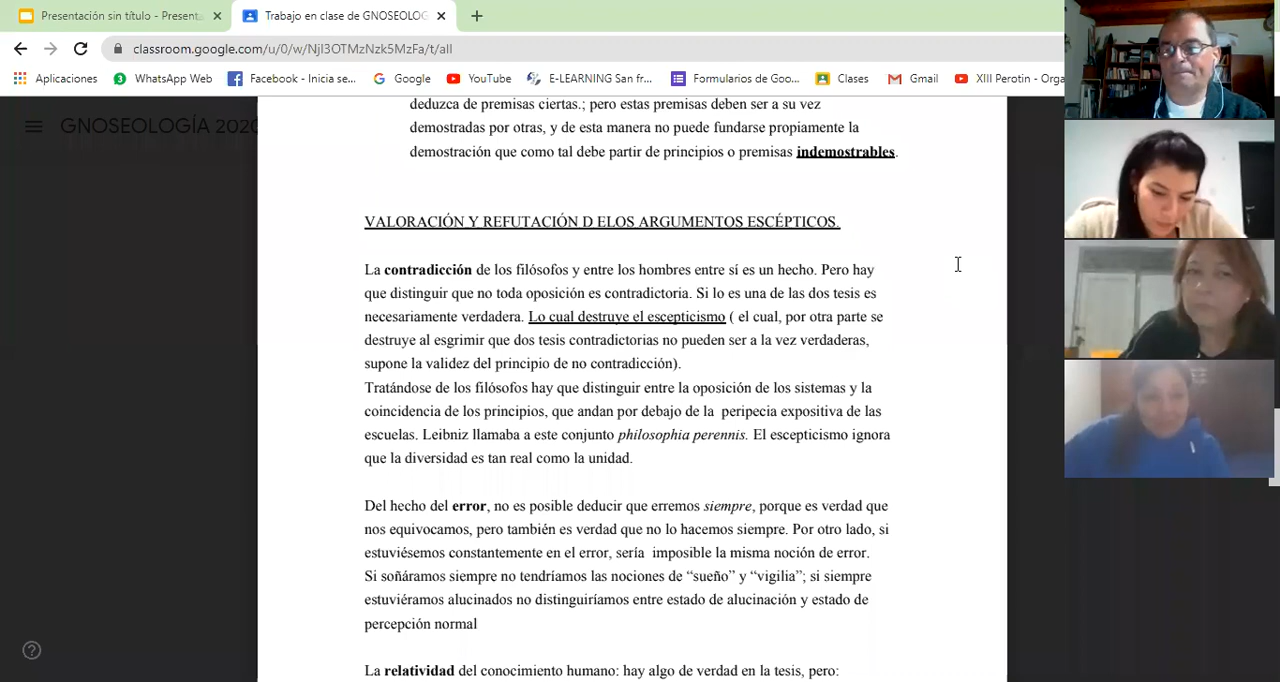 Presentación sin título - Present
Trabajo en clase de GNOSEOLOG
classroom.google.com/u/0/w/NjI3OTMzNzk5MzFa/t/all
Aplicaciones
WhatsApp Web
Facebook - Inicia se...
Google
YouTube
E-LEARNING San fr...
Formularios de Goo...
Clases
Gmail
XIII Perotin - Orga
GNOSEOLOGÍA 2020
deduzca de premisas ciertas.; pero estas premisas deben ser a su vez
demostradas por otras, y de esta manera no puede fundarse propiamente la
demostración que como tal debe partir de principios o premisas indemostrables.
VALORACIÓN Y REFUTACIÓN D ELOS ARGUMENTOS ESCÉPTICOS.
La contradicción de los filósofos y entre los hombres entre sí es un hecho. Pero hay
que distinguir que no toda oposición es contradictoria. Si lo es una de las dos tesis es
necesariamente verdadera. Lo cual destruye el escepticismo ( el cual, por otra parte se
destruye al esgrimir que dos tesis contradictorias no pueden ser a la vez verdaderas,
supone la validez del principio de no contradicción).
Tratándose de los filósofos hay que distinguir entre la oposición de los sistemas y la
coincidencia de los principios, que andan por debajo de la peripecia expositiva de las
escuelas. Leibniz llamaba a este conjunto philosophia perennis. El escepticismo ignora
que la diversidad es tan real como la unidad.
Del hecho del error, no es posible deducir que erremos siempre, porque es verdad que
nos equivocamos, pero también es verdad que no lo hacemos siempre. Por otro lado, si
estuviésemos constantemente en el error, sería imposible la misma noción de error.
Si soñáramos siempre no tendríamos las nociones de “sueño” y “vigilia”; si siempre
estuviéramos alucinados no distinguiríamos entre estado de alucinación y estado de
percepción normal
La relatividad del conocimiento humano: hay algo de verdad en la tesis, pero: